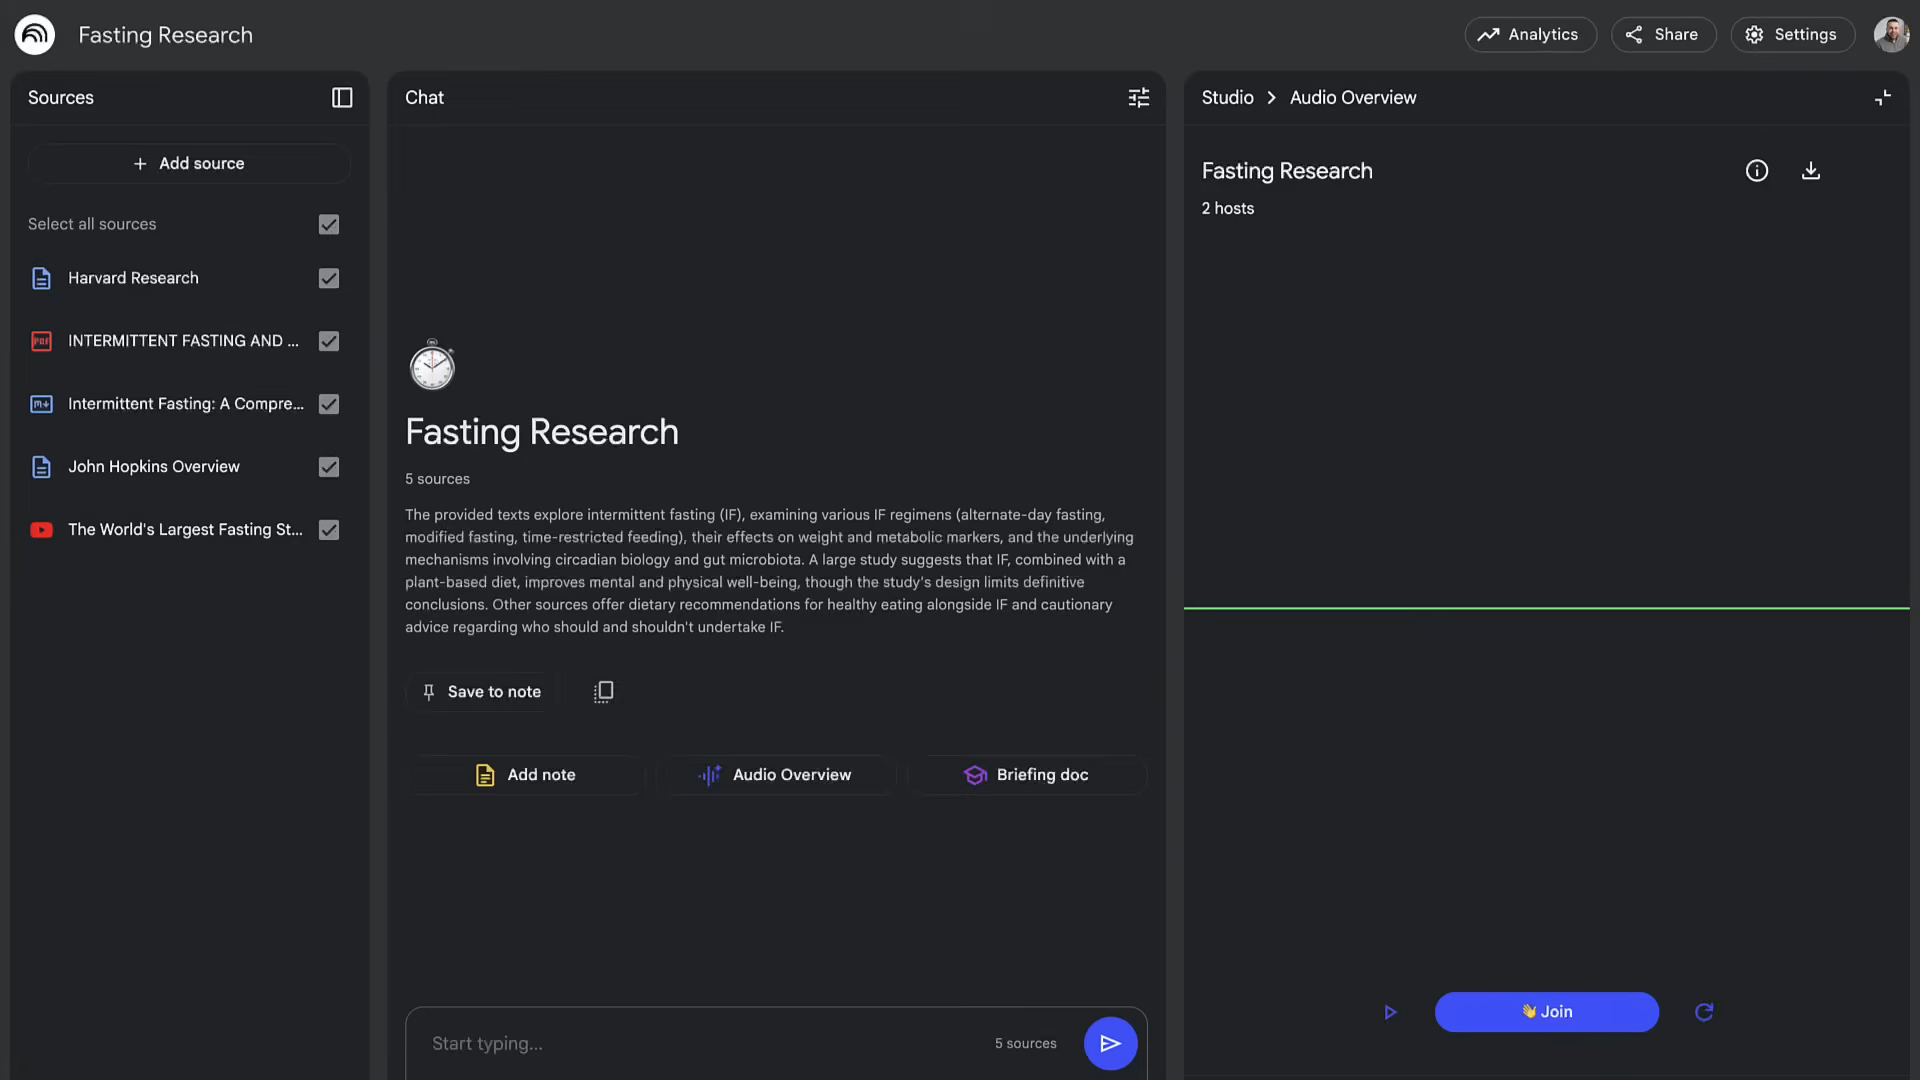 Fasting Research
Analytics
Share
Settings
Sources
Add source
Select all sources
Harvard Research
INTERMITTENT FASTING AND ...
Intermittent Fasting: A Compre...
John Hopkins Overview
The World's Largest Fasting St...
Chat
Fasting Research
5 sources
The provided texts explore intermittent fasting (IF), examining various IF regimens (alternate-day fasting,
modified fasting, time-restricted feeding), their effects on weight and metabolic markers, and the underlying
mechanisms involving circadian biology and gut microbiota. A large study suggests that IF, combined with a
plant-based diet, improves mental and physical well-being, though the study's design limits definitive
conclusions. Other sources offer dietary recommendations for healthy eating alongside IF and cautionary
advice regarding who should and shouldn't undertake IF.
Save to note
Add note
Audio Overview
Briefing doc
Start typing...
5 sources
Studio > Audio Overview
Fasting Research
2 hosts
👋 Join